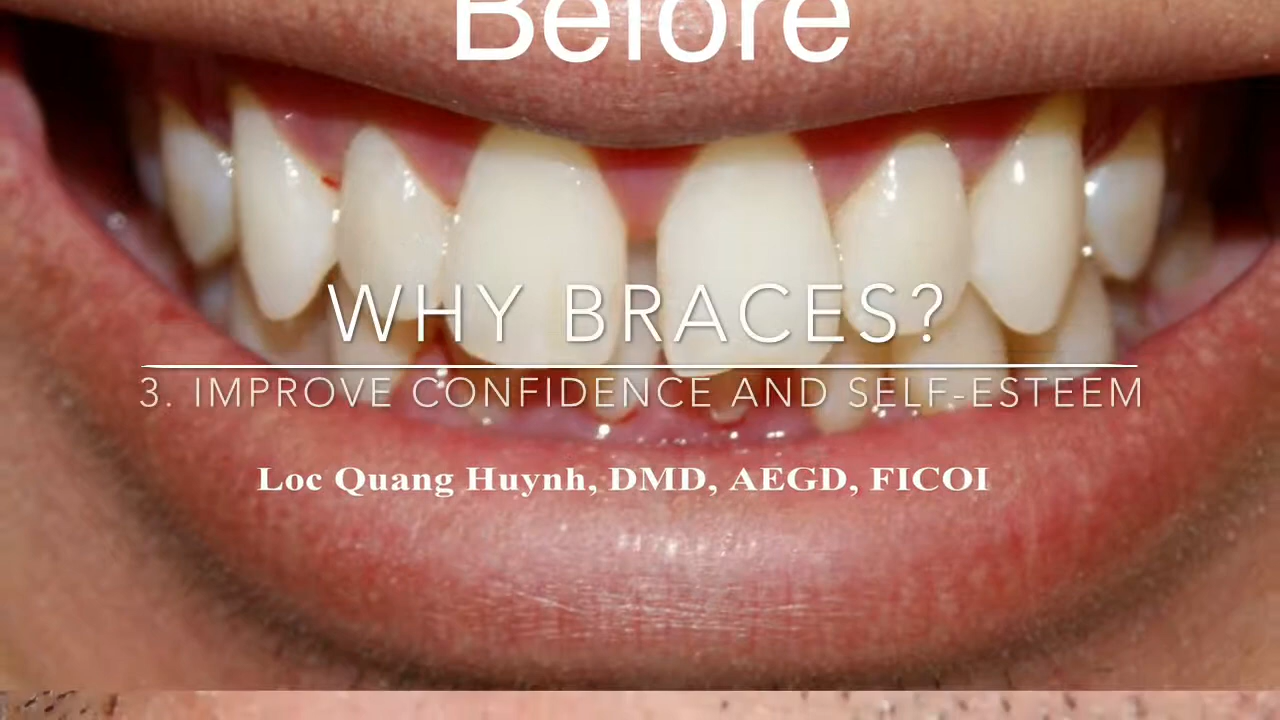 Before
WHY BRACES?
3. IMPROVE CONFIDENCE AND SELF-ESTEEM
Loc Quang Huynh, DMD, AEGD, FICOI